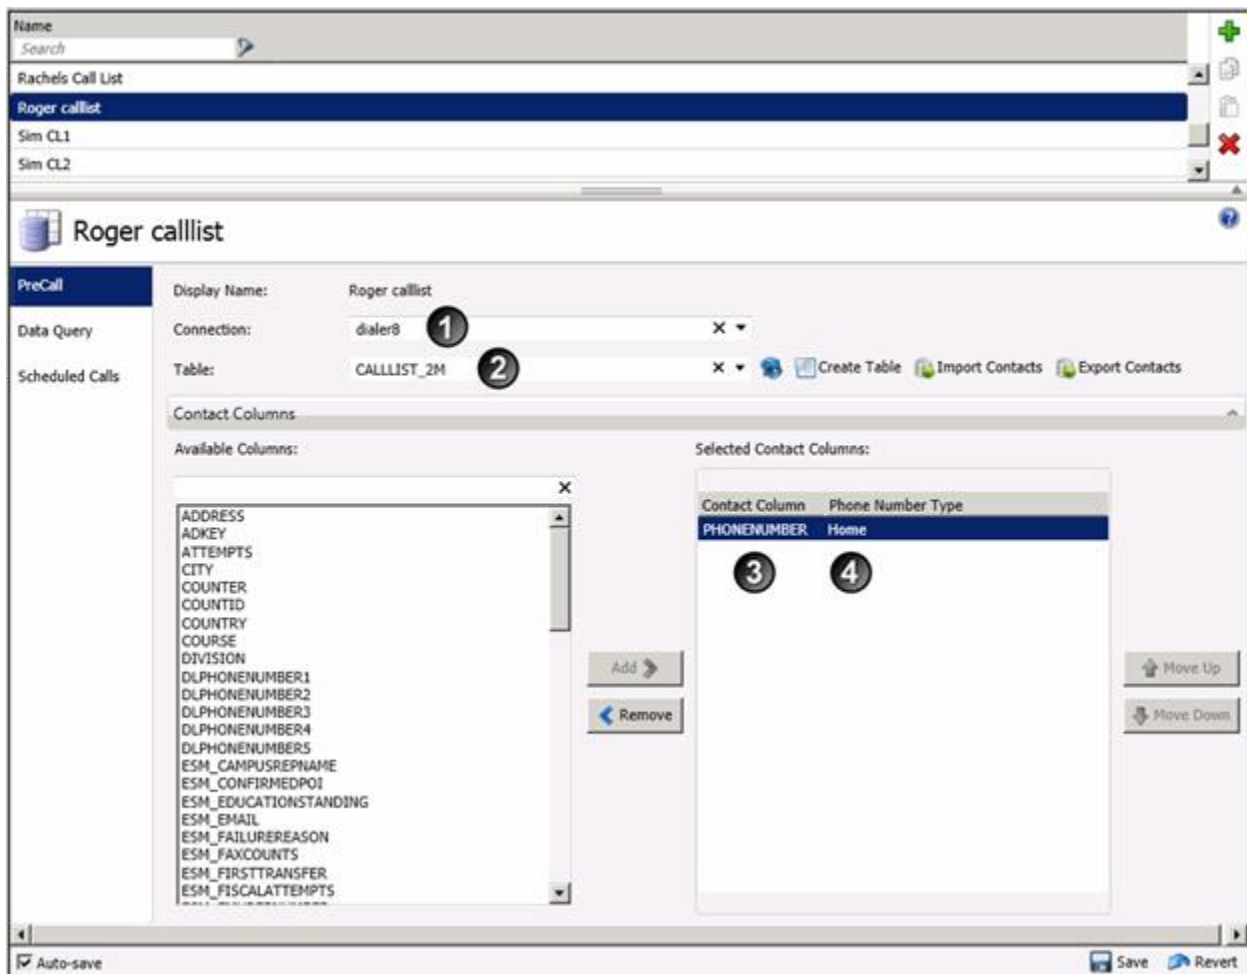 Name
Search
Rachels Call List
Roger calllist
Sim CL1
Sim CL2
Roger calllist
PreCall
Data Query
Scheduled Calls
Display Name: Roger calllist
Connection: dialer8 1
Table: CALLLIST_2M 2 Create Table Import Contacts Export Contacts
Contact Columns
Available Columns:
ADDRESS
ADKEY
ATTEMPTS
CITY
COUNTER
COUNTID
COUNTRY
COURSE
DIVISION
DLPHONENUMBER1
DLPHONENUMBER2
DLPHONENUMBER3
DLPHONENUMBER4
DLPHONENUMBER5
ESM_CAMPUSREPNAME
ESM_CONFIRMEDPOI
ESM_EDUCATIONSTANDING
ESM_EMAIL
ESM_FAILUREREASON
ESM_FAXCOUNTS
ESM_FIRSTTRANSFER
ESM_FISCALATTEMPTS
Add
Remove
Selected Contact Columns:
Contact Column Phone Number Type
PHONENUMBER Home
3 4
Move Up
Move Down
Auto-save
Save Revert